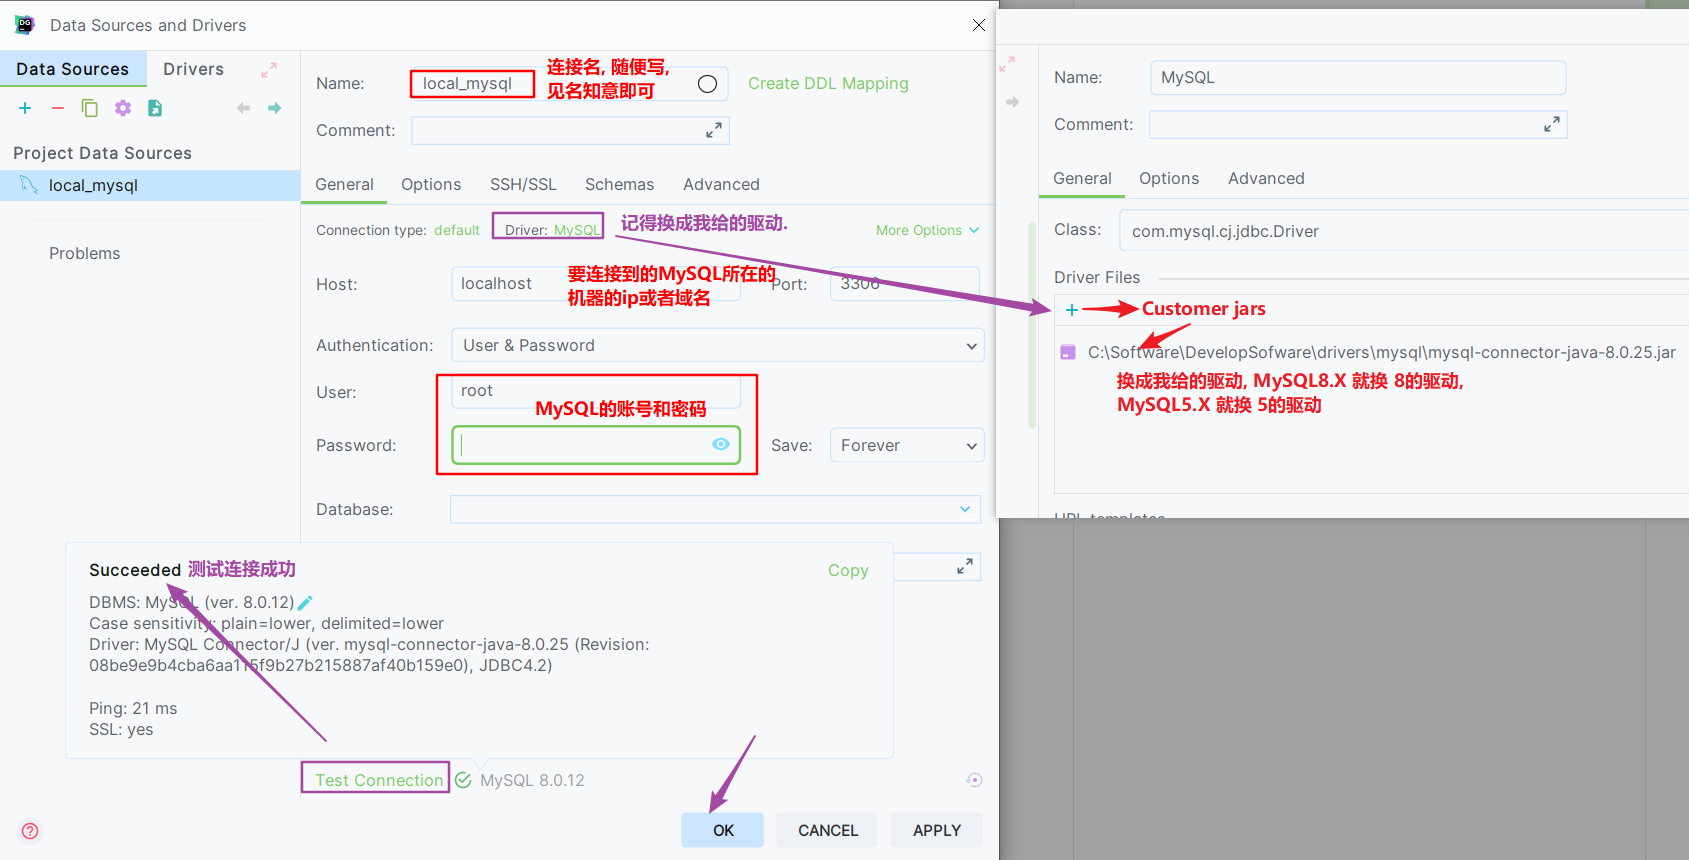 Data Sources and Drivers
Data Sources
Drivers
Project Data Sources
local_mysql
Problems
Name:
local_mysql
连接名, 随便写,
见名知意即可
Create DDL Mapping
Comment:
General
Options
SSH/SSL
Schemas
Advanced
Connection type: default
Driver: MySQL
记得换成我给的驱动.
More Options
Host:
localhost
要连接到的MySQL所在的
机器的ip或者域名
Port:
3306
Authentication:
User & Password
User:
root
MySQL的账号和密码
Password:
Save:
Forever
Database:
Succeeded 测试连接成功
Copy
DBMS: MySQL (ver. 8.0.12)
Case sensitivity: plain=lower, delimited=lower
Driver: MySQL Connector/J (ver. mysql-connector-java-8.0.25 (Revision:
08be9e9b4cba6aa115f9b27b215887af40b159e0), JDBC4.2)
Ping: 21 ms
SSL: yes
Test Connection
MySQL 8.0.12
OK
CANCEL
APPLY
Name:
MySQL
Comment:
General
Options
Advanced
Class:
com.mysql.cj.jdbc.Driver
Driver Files
Customer jars
C:\Software\DevelopSofware\drivers\mysql\mysql-connector-java-8.0.25.jar
换成我给的驱动, MySQL8.X 就换 8的驱动,
MySQL5.X 就换 5的驱动
URL templates